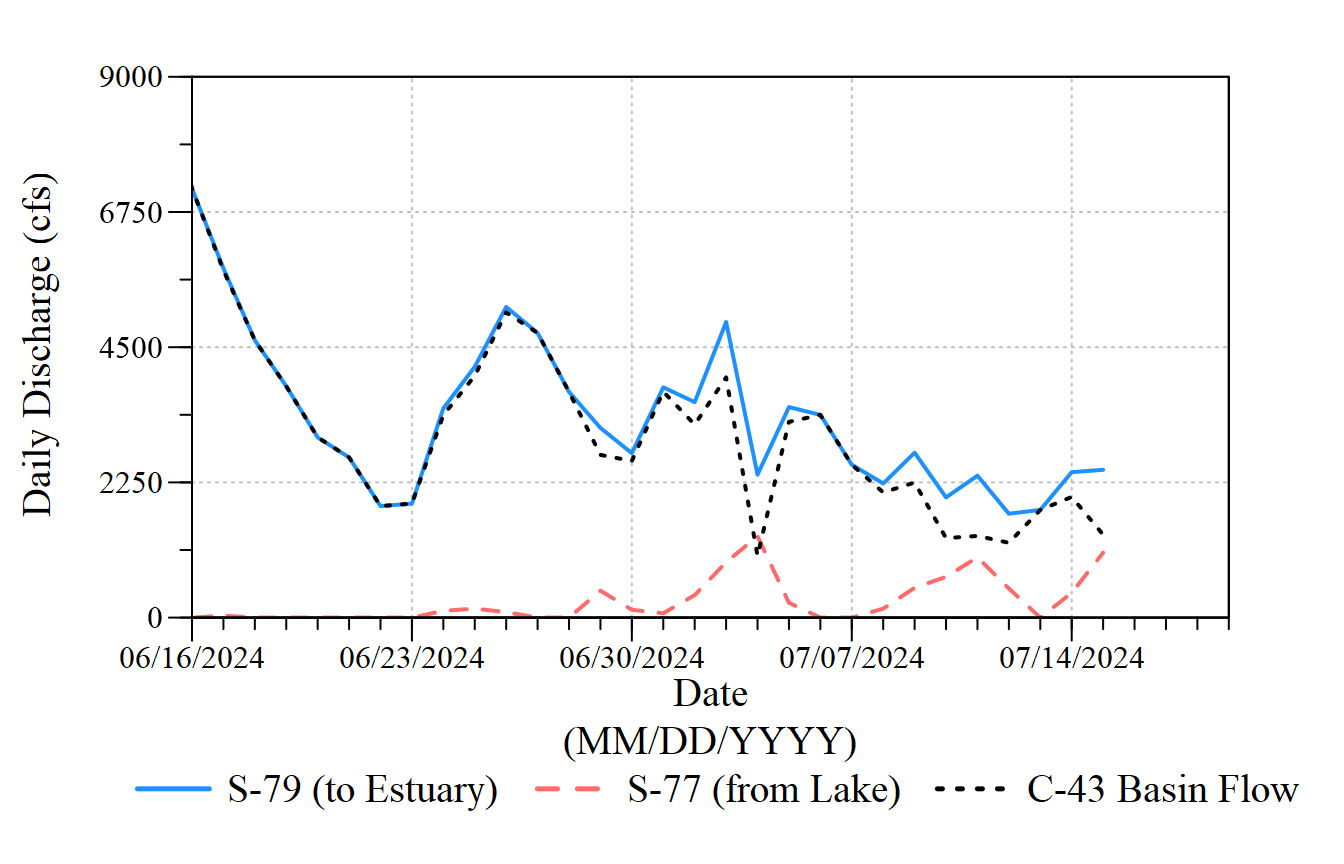 9000
6750
4500
2250
0
Daily Discharge (cfs)
06/16/2024 06/23/2024 06/30/2024 07/07/2024 07/14/2024
Date
(MM/DD/YYYY)
S-79 (to Estuary) S-77 (from Lake) C-43 Basin Flow